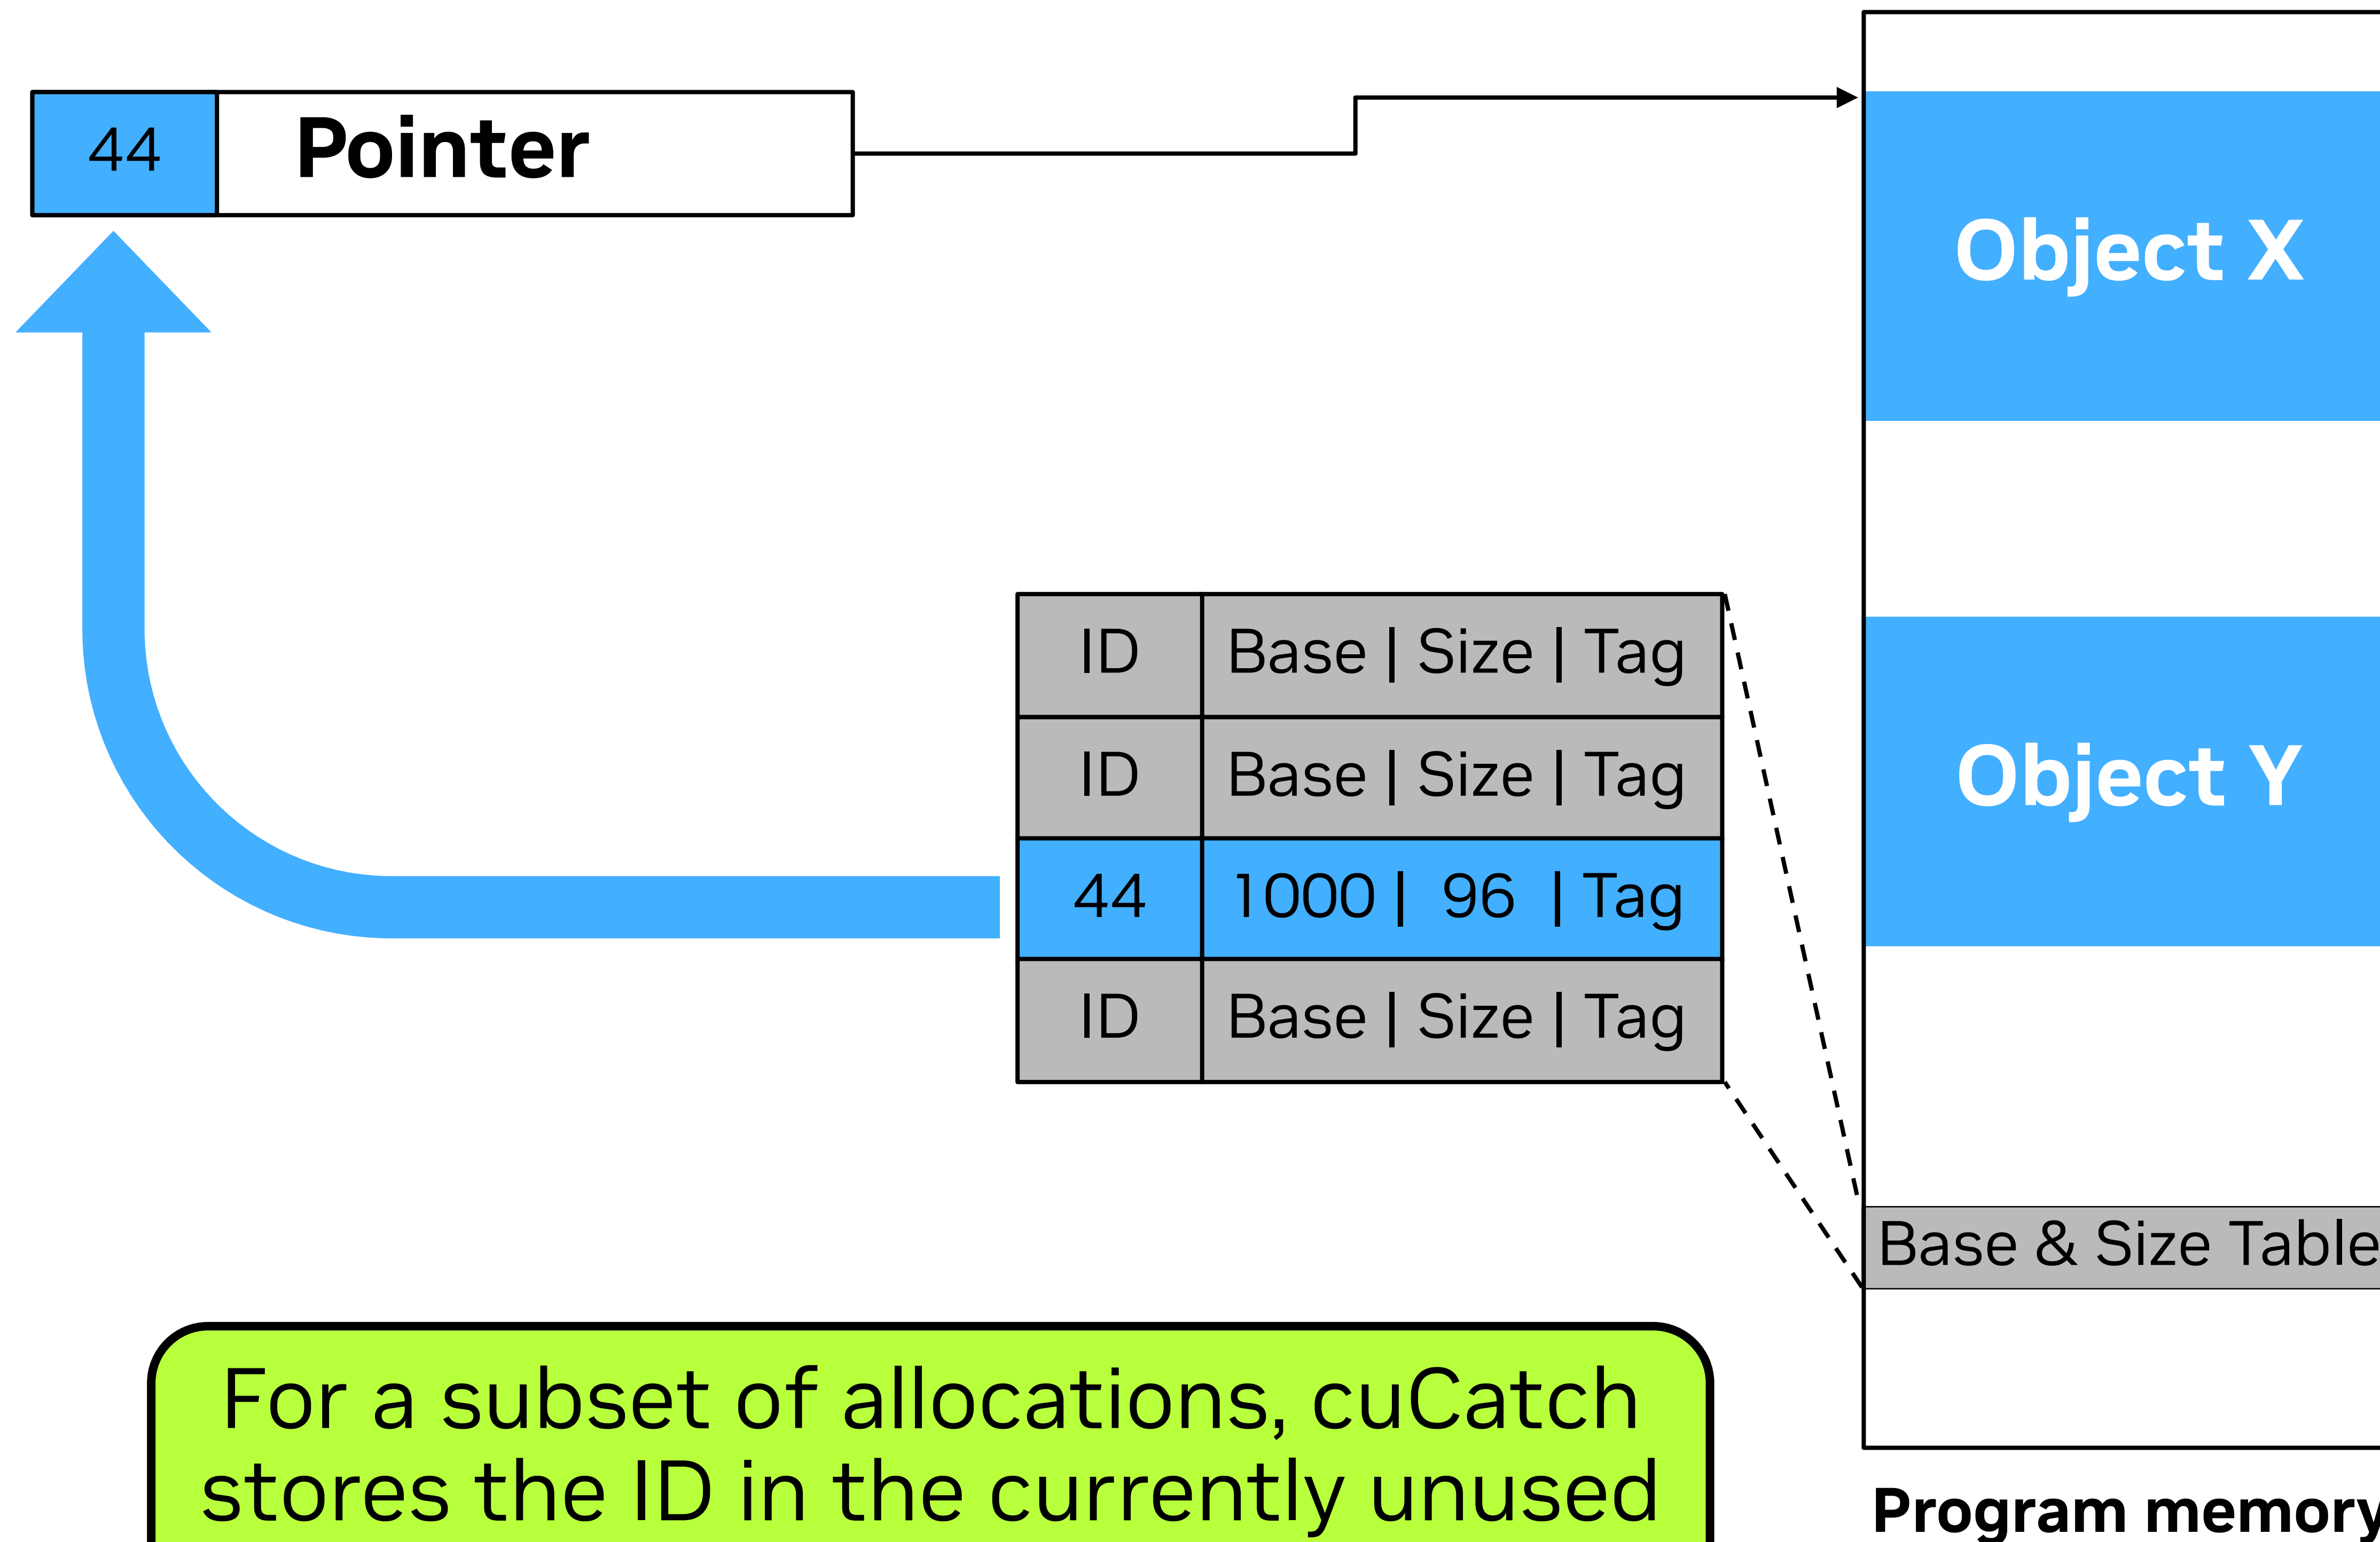 44 Pointer
Object X
ID Base | Size | Tag
ID Base | Size | Tag
Object Y
44 1000 | 96 | Tag
ID Base | Size | Tag
Base & Size Table
For a subset of allocations, cuCatch
stores the ID in the currently unused
Program memory